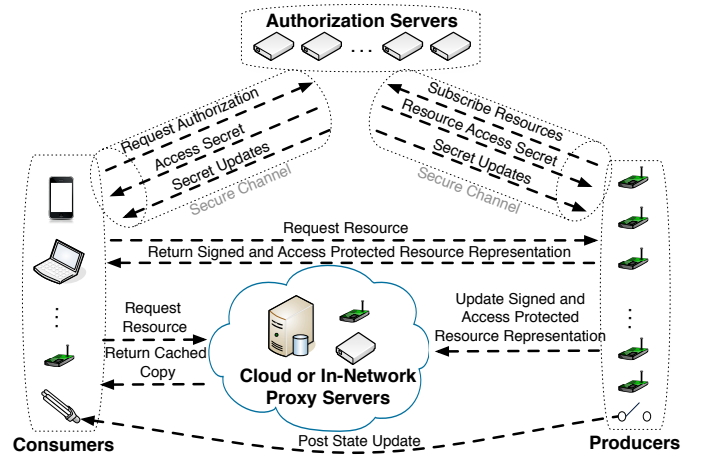 Authorization Servers
...
Request Authorization
Access Secret
Secret Updates
Secure Channel
Subscribe Resources
Resource Access Secret
Secret Updates
Secure Channel
Request Resource
Return Signed and Access Protected Resource Representation
Request
Resource
Return Cached
Copy
Update Signed and
Access Protected
Resource Representation
Cloud or In-Network
Proxy Servers
Post State Update
Consumers
Producers